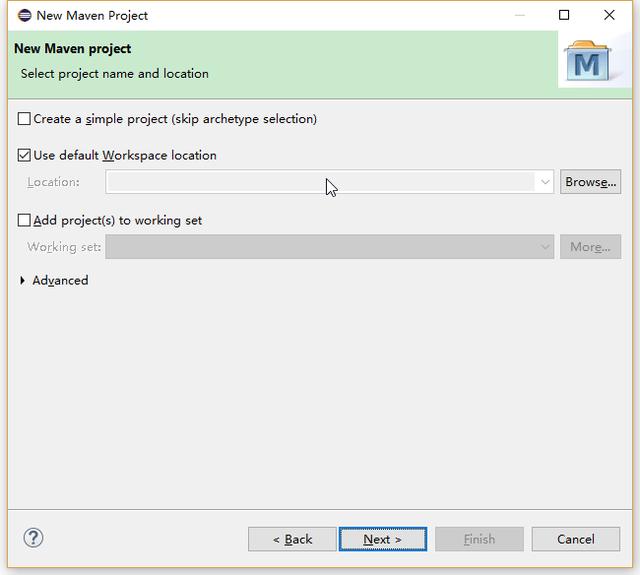 New Maven Project
New Maven project
Select project name and location
M
Create a simple project (skip archetype selection)
Use default Workspace location
Location:
Browse...
Add project(s) to working set
Working set:
More...
Advanced
?
< Back
Next >
Finish
Cancel